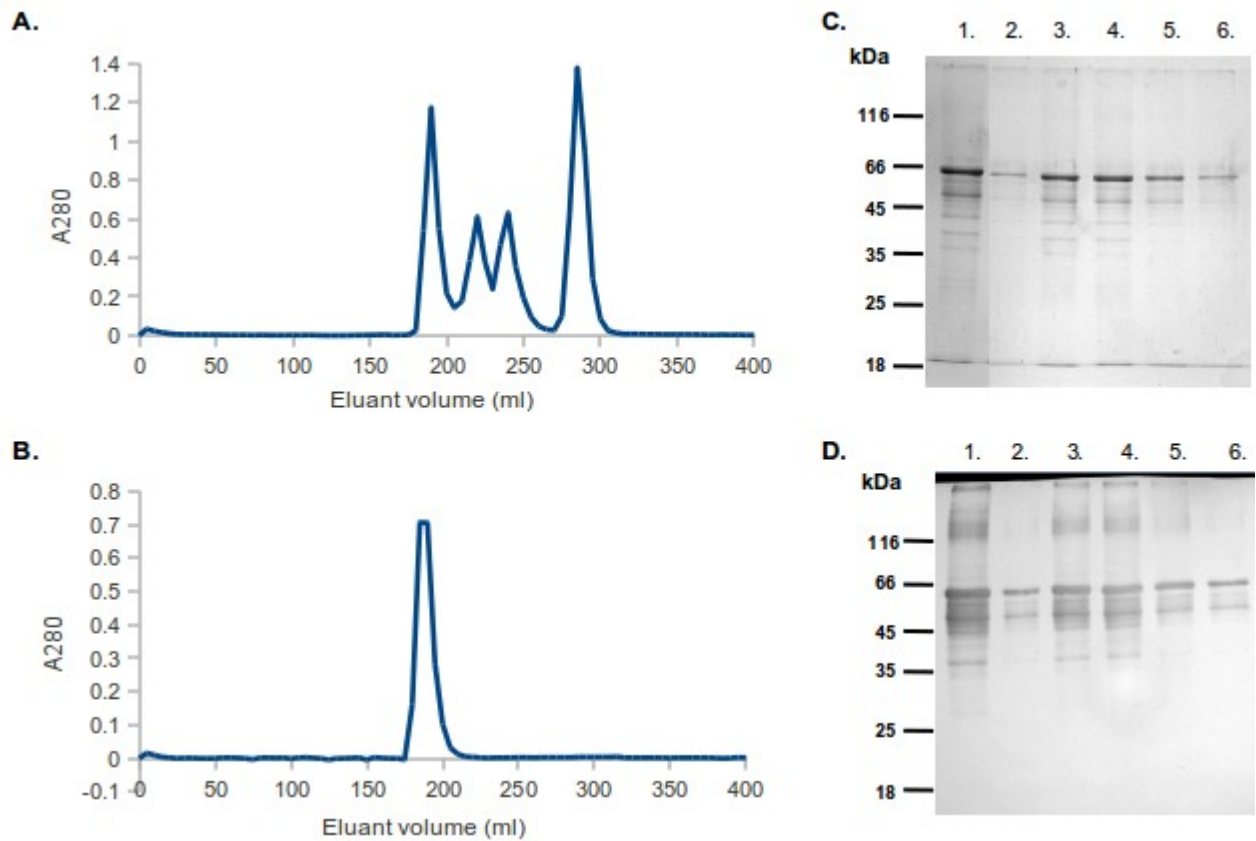 A.
1.4
1.2
1
0.8
0.6
0.4
0.2
0
A280
0 50 100 150 200 250 300 350 400
Eluant volume (ml)
B.
0.8
0.7
0.6
0.5
0.4
0.3
0.2
0.1
0
-0.1
A280
0 50 100 150 200 250 300 350 400
Eluant volume (ml)
C.
1. 2. 3. 4. 5. 6.
kDa
116
66
45
35
25
18
D.
1. 2. 3. 4. 5. 6.
kDa
116
66
45
35
25
18